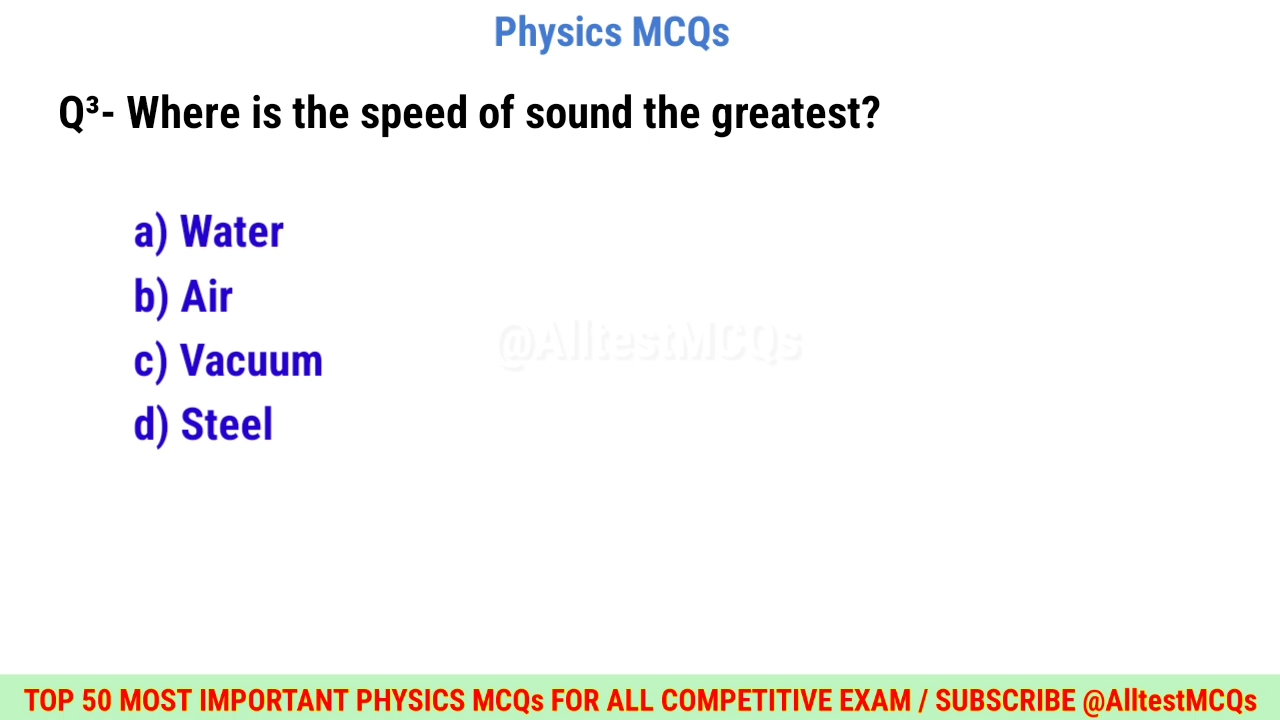 Physics MCQs
Q³- Where is the speed of sound the greatest?
a) Water
b) Air
@AlltestMCQs
c) Vacuum
d) Steel
TOP 50 MOST IMPORTANT PHYSICS MCQs FOR ALL COMPETITIVE EXAM / SUBSCRIBE @AlltestMCQs